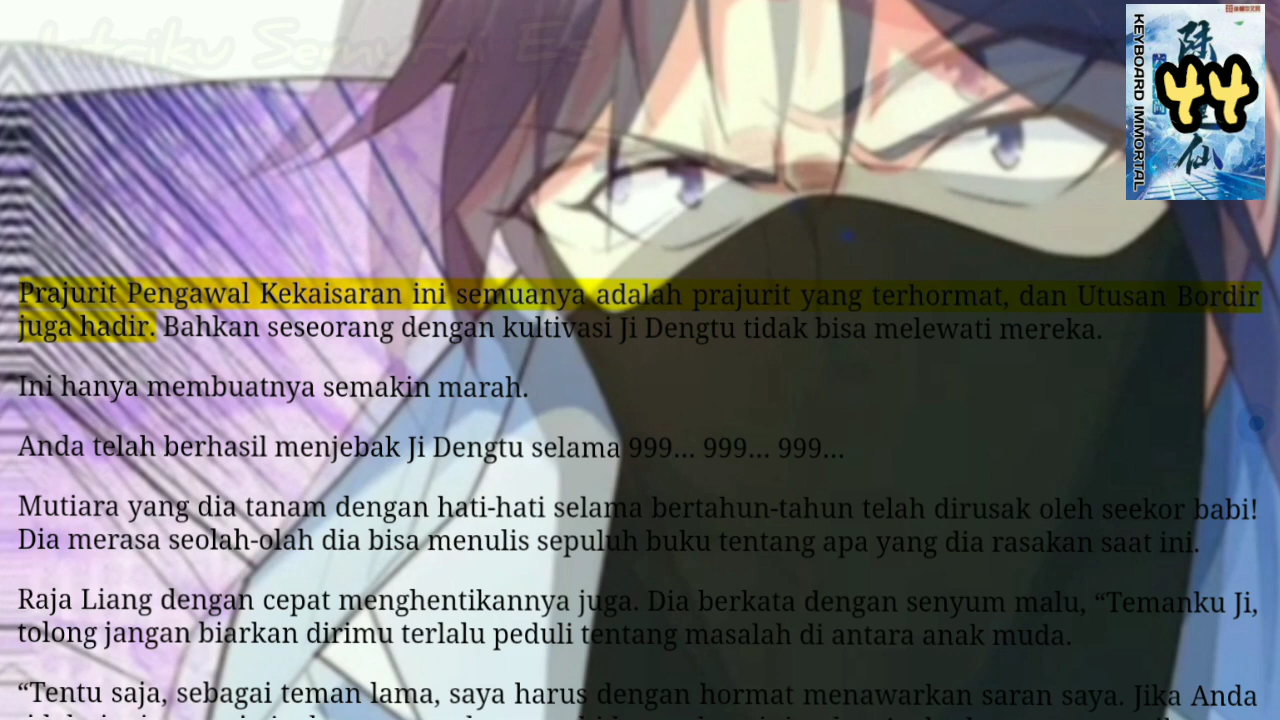 KEYBOARD IMMORTAL
44
仙
Prajurit Pengawal Kekaisaran ini semuanya adalah prajurit yang terhormat, dan Utusan Bordir
juga hadir. Bahkan seseorang dengan kultivasi Ji Dengtu tidak bisa melewati mereka.
Ini hanya membuatnya semakin marah.
Anda telah berhasil menjebak Ji Dengtu selama 999… 999… 999…
Mutiara yang dia tanam dengan hati-hati selama bertahun-tahun telah dirusak oleh seekor babi!
Dia merasa seolah-olah dia bisa menulis sepuluh buku tentang apa yang dia rasakan saat ini.
Raja Liang dengan cepat menghentikannya juga. Dia berkata dengan senyum malu, “Temanku Ji,
tolong jangan biarkan dirimu terlalu peduli tentang masalah di antara anak muda.
“Tentu saja, sebagai teman lama, saya harus dengan hormat menawarkan saran saya. Jika Anda